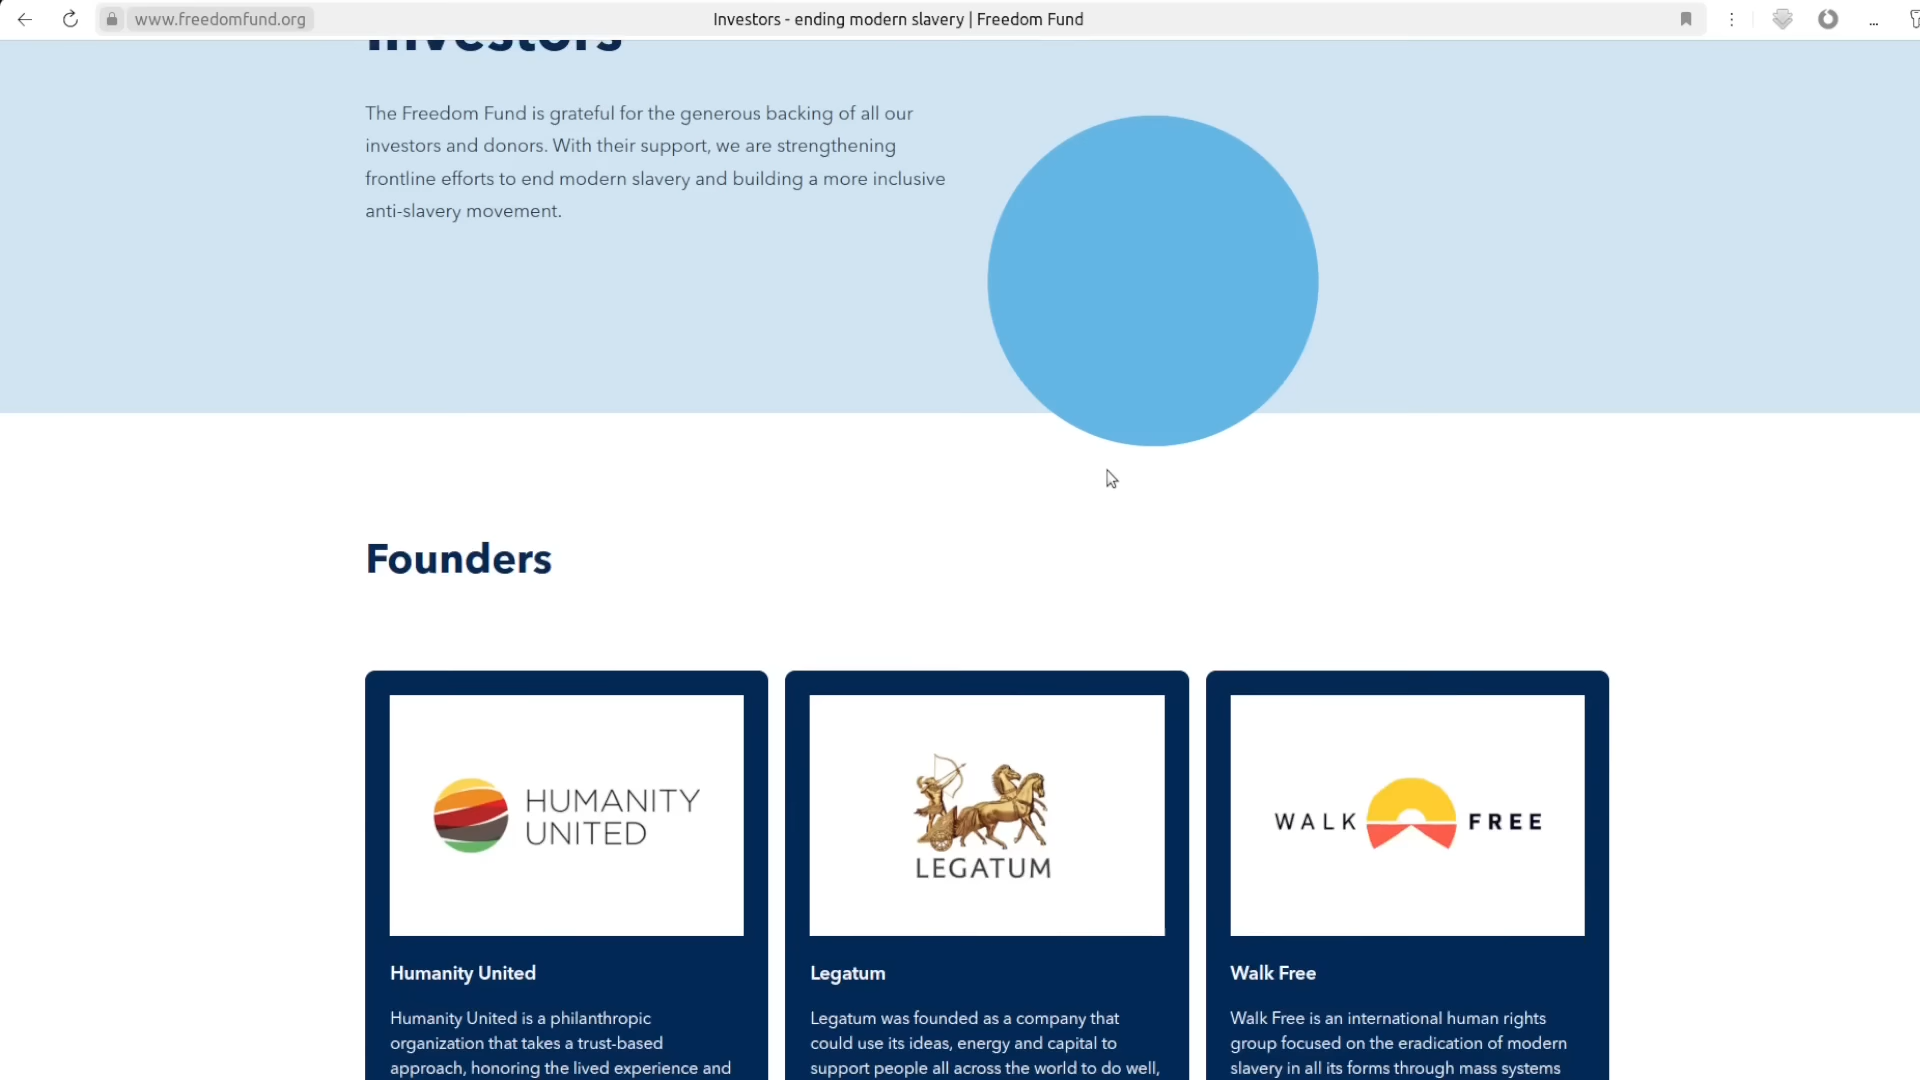 www.freedomfund.org
Investors - ending modern slavery | Freedom Fund
Investors
The Freedom Fund is grateful for the generous backing of all our
investors and donors. With their support, we are strengthening
frontline efforts to end modern slavery and building a more inclusive
anti-slavery movement.
Founders
HUMANITY
UNITED
LEGATUM
WALK FREE
Humanity United
Humanity United is a philanthropic
organization that takes a trust-based
approach, honoring the lived experience and
Legatum
Legatum was founded as a company that
could use its ideas, energy and capital to
support people all across the world to do well,
Walk Free
Walk Free is an international human rights
group focused on the eradication of modern
slavery in all its forms through mass systems